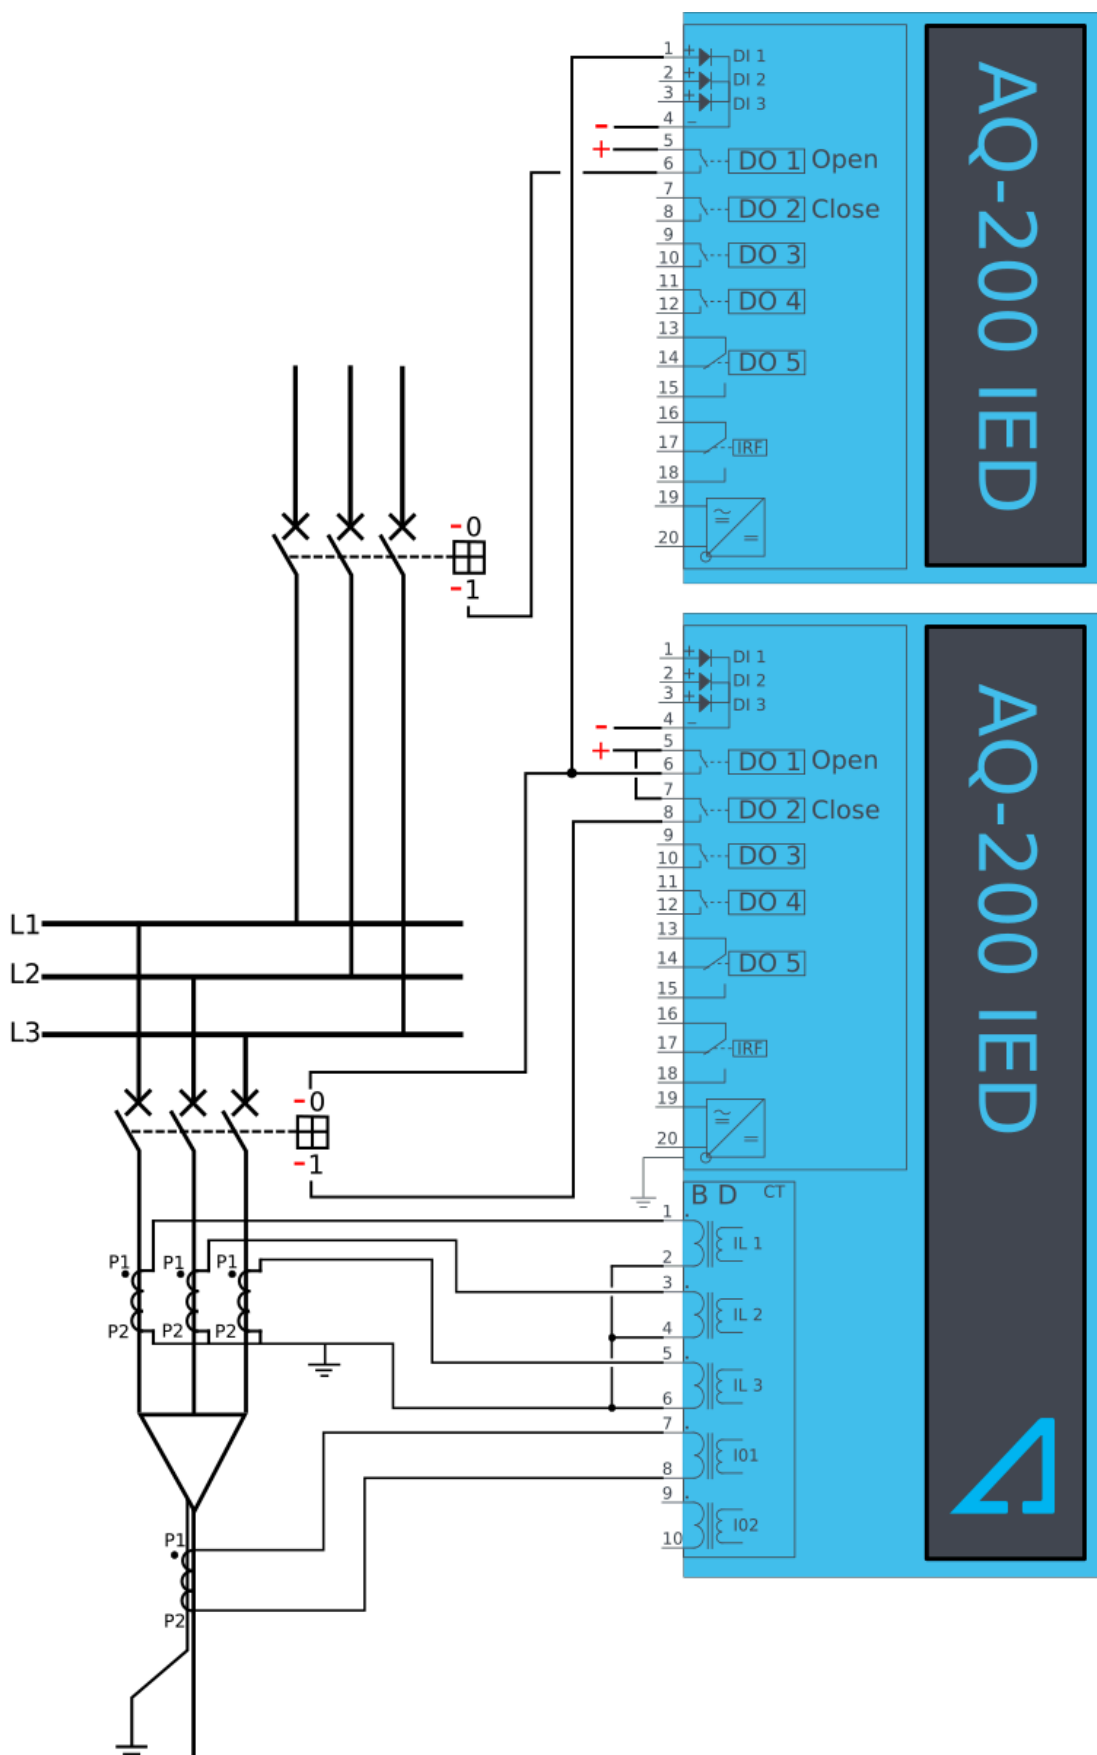 1 + DI 1
2 + DI 2
3 + DI 3
- 4 −
+ 5
6 DO 1 Open
7
8 DO 2 Close
9
10 DO 3
11
12 DO 4
13
14 DO 5
15
16
17 IRF
18
19
20
AQ-200 IED
-0
-1
1 + DI 1
2 + DI 2
3 + DI 3
- 4 −
+ 5
6 DO 1 Open
7
8 DO 2 Close
9
10 DO 3
11
12 DO 4
13
14 DO 5
15
16
17 IRF
18
19
20
AQ-200 IED
L1
L2
L3
-0
-1
B D CT
1
2 IL 1
3
4 IL 2
5
6 IL 3
7
8 I01
9
10 I02
P1 P1 P1
P2 P2 P2
P1
P2